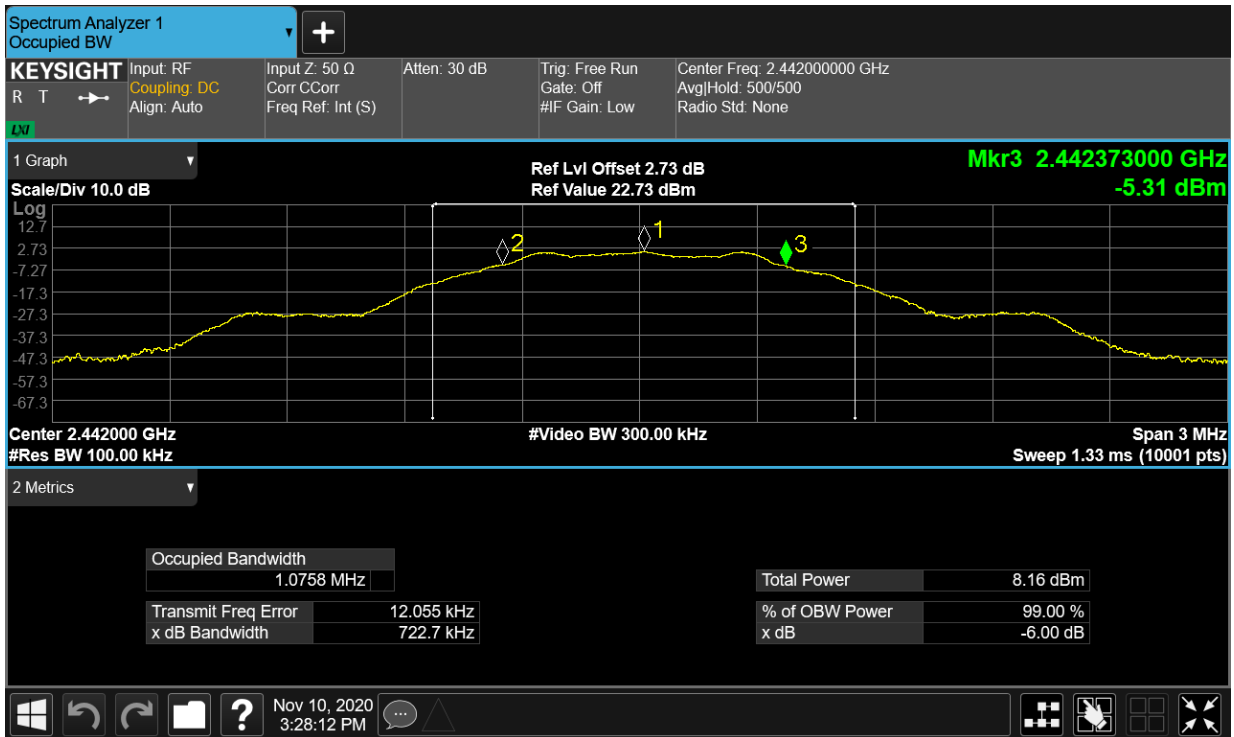 Spectrum Analyzer 1
Occupied BW
+
KEYSIGHT
R T
LXI
Input: RF
Coupling: DC
Align: Auto
Input Z: 50 Ω
Corr CCorr
Freq Ref: Int (S)
Atten: 30 dB
Trig: Free Run
Gate: Off
#IF Gain: Low
Center Freq: 2.442000000 GHz
Avg|Hold: 500/500
Radio Std: None
1 Graph
Scale/Div 10.0 dB
Ref Lvl Offset 2.73 dB
Ref Value 22.73 dBm
Mkr3 2.442373000 GHz
-5.31 dBm
Log
12.7
2.73
-7.27
-17.3
-27.3
-37.3
-47.3
-57.3
-67.3
2
1
3
Center 2.442000 GHz
#Res BW 100.00 kHz
#Video BW 300.00 kHz
Span 3 MHz
Sweep 1.33 ms (10001 pts)
2 Metrics
Occupied Bandwidth
1.0758 MHz
Transmit Freq Error 12.055 kHz
x dB Bandwidth 722.7 kHz
Total Power 8.16 dBm
% of OBW Power 99.00 %
x dB -6.00 dB
?
Nov 10, 2020
3:28:12 PM